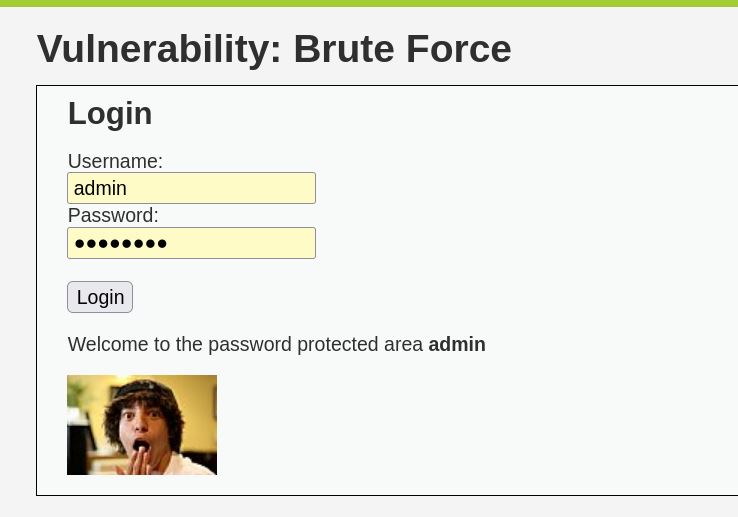 Vulnerability: Brute Force
Login
Username:
admin
Password:
●●●●●●●●
Login
Welcome to the password protected area admin